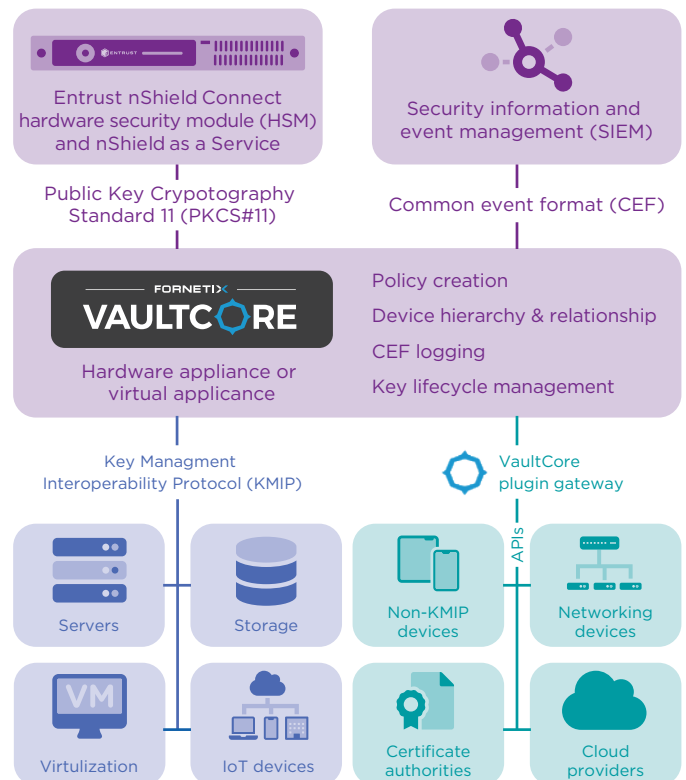 ENTRUST
Entrust nShield Connect
hardware security module (HSM)
and nShield as a Service
Security information and
event management (SIEM)
Public Key Crypotography
Standard 11 (PKCS#11)
Common event format (CEF)
FORNETIX
VAULTCORE
Hardware appliance or
virtual applicance
Policy creation
Device hierarchy & relationship
CEF logging
Key lifecycle management
Key Managment
Interoperability Protocol (KMIP)
VaultCore
plugin gateway
APIs
Servers
Storage
Non-KMIP
devices
Networking
devices
VM
Virtulization
IoT devices
Certificate
authorities
Cloud
providers